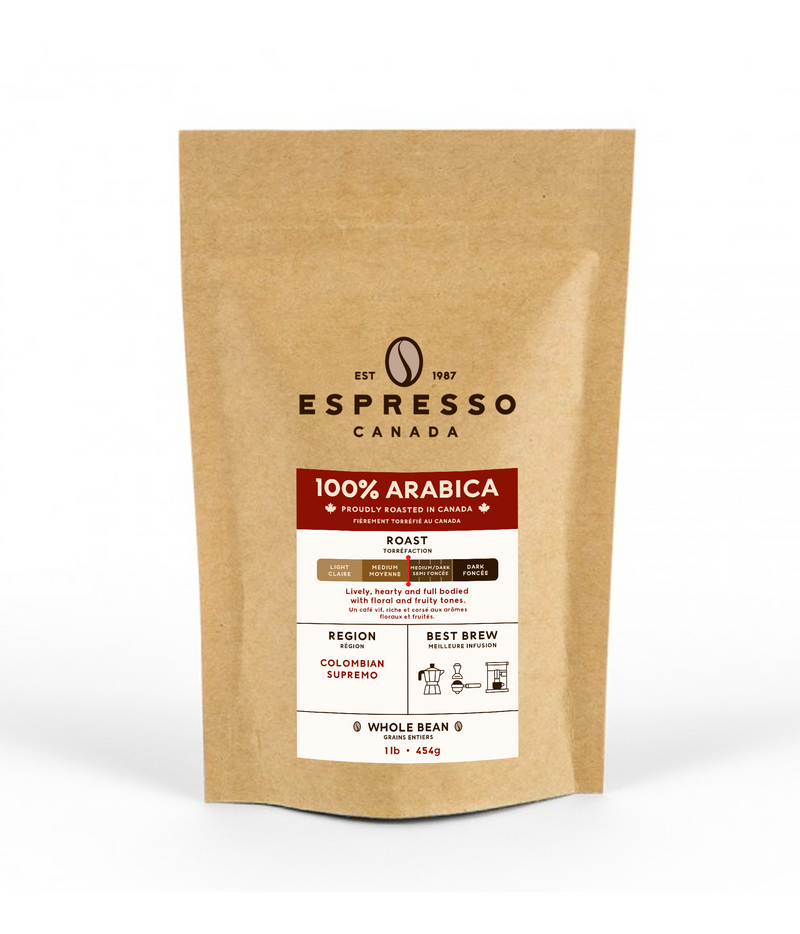 EST 1987
ESPRESSO
CANADA
100% ARABICA
PROUDLY ROASTED IN CANADA
FIÈREMENT TORRÉFIÉ AU CANADA
ROAST
TORRÉFACTION
LIGHT
CLAIRE
MEDIUM
MOYENNE
MEDIUM/DARK
SEMI FONCÉE
DARK
FONCÉE
Lively, hearty and full bodied
with floral and fruity tones.
Un café vif, riche et corsé aux arômes
floraux et fruités.
REGION
RÉGION
COLOMBIAN
SUPREMO
BEST BREW
MEILLEURE INFUSION
WHOLE BEAN
GRAINS ENTIERS
1 lb • 454g